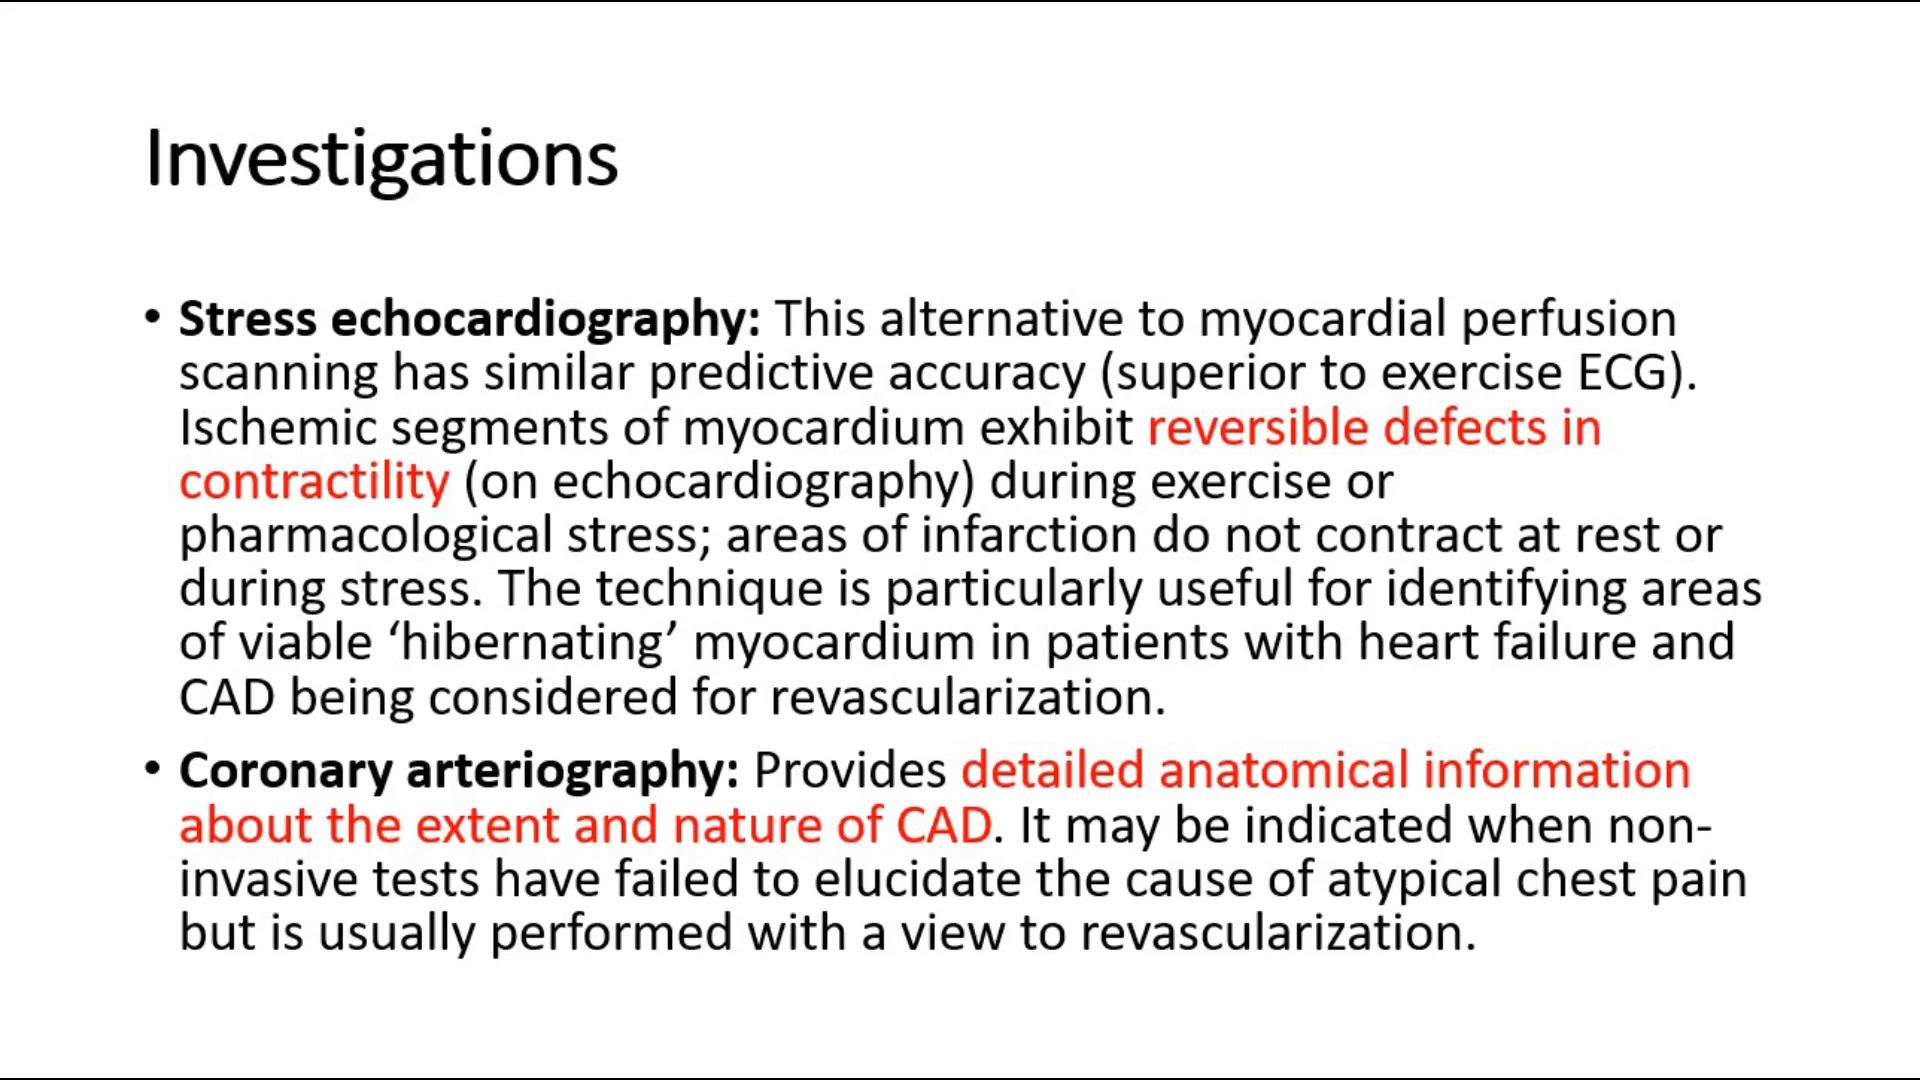 Investigations
• Stress echocardiography: This alternative to myocardial perfusion
scanning has similar predictive accuracy (superior to exercise ECG).
Ischemic segments of myocardium exhibit reversible defects in
contractility (on echocardiography) during exercise or
pharmacological stress; areas of infarction do not contract at rest or
during stress. The technique is particularly useful for identifying areas
of viable ‘hibernating’ myocardium in patients with heart failure and
CAD being considered for revascularization.
• Coronary arteriography: Provides detailed anatomical information
about the extent and nature of CAD. It may be indicated when non-
invasive tests have failed to elucidate the cause of atypical chest pain
but is usually performed with a view to revascularization.